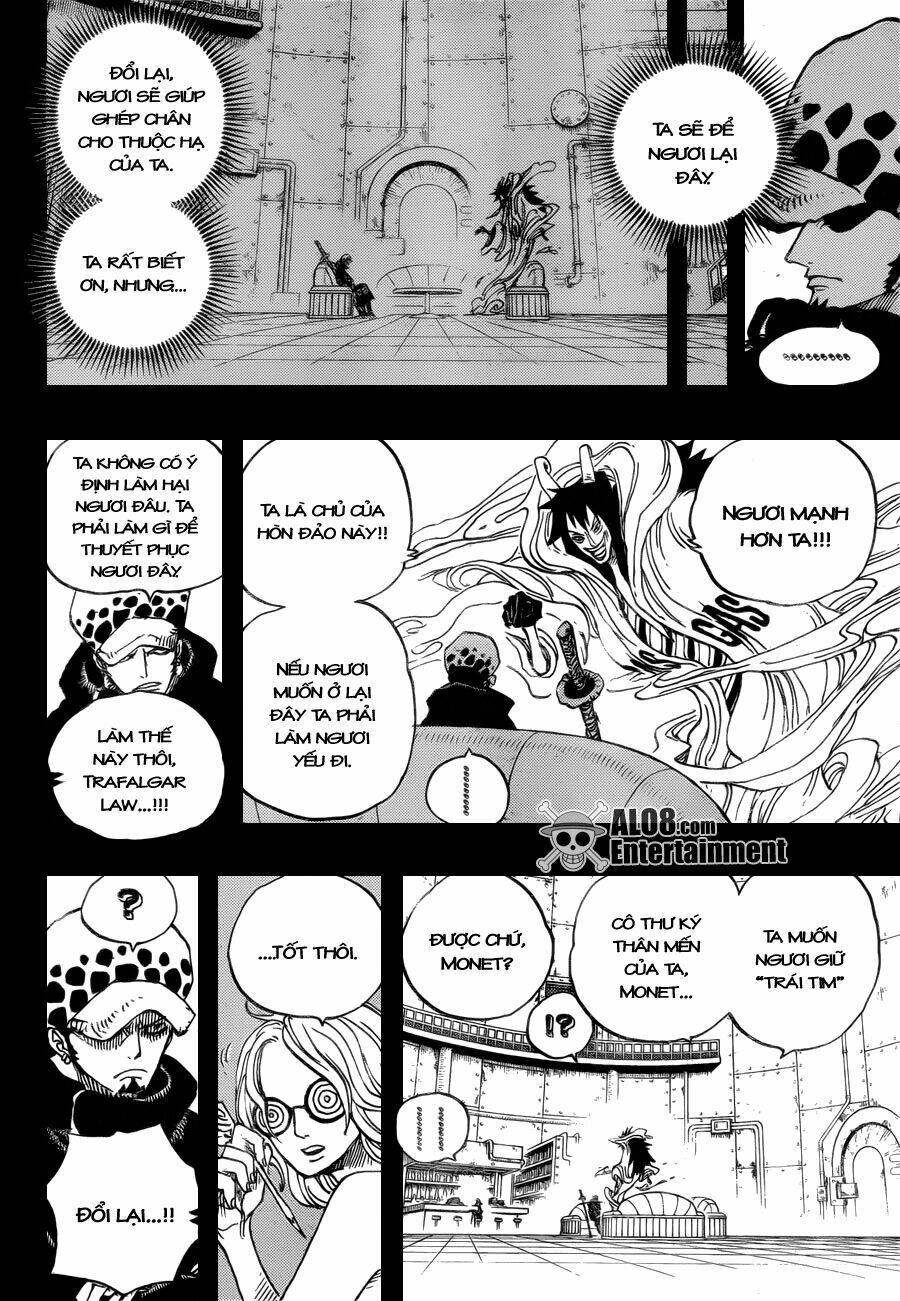 TA SẼ ĐỂ
NGƯƠI LẠI
ĐÂY.
ĐỔI LẠI,
NGƯƠI SẼ GIÚP
GHÉP CHÂN
CHO THUỘC HẠ
CỦA TA.
TA RẤT BIẾT
ƠN, NHƯNG...
NGƯƠI MẠNH
HƠN TA!!!
TA LÀ CHỦ CỦA
HÒN ĐẢO NÀY!!
NẾU NGƯƠI
MUỐN Ở LẠI
ĐÂY TA PHẢI
LÀM NGƯƠI
YẾU ĐI.
GAS
TA KHÔNG CÓ Ý
ĐỊNH LÀM HẠI
NGƯƠI ĐÂU. TA
PHẢI LÀM GÌ ĐỂ
THUYẾT PHỤC
NGƯƠI ĐÂY.
LÀM THẾ
NÀY THÔI,
TRAFALGAR
LAW...!!!
AL08.com
Entertainment
TA MUỐN
NGƯƠI GIỮ
“TRÁI TIM”
CÔ THƯ KÝ
THÂN MẾN
CỦA TA,
MONET...
ĐƯỢC CHỨ,
MONET?
!?
....TỐT THÔI.
?
ĐỔI LẠI...!!